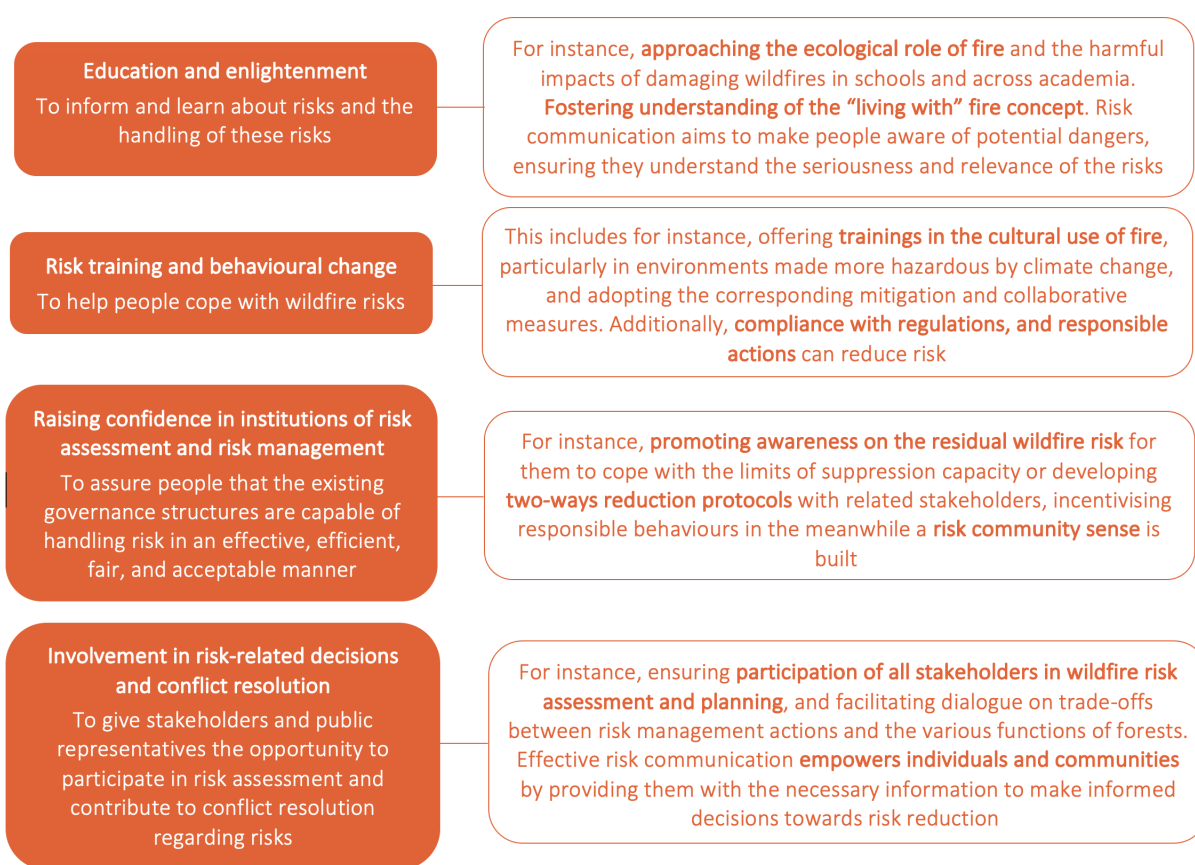 Education and enlightenment
To inform and learn about risks and the
handling of these risks
For instance, approaching the ecological role of fire and the harmful
impacts of damaging wildfires in schools and across academia.
Fostering understanding of the “living with” fire concept. Risk
communication aims to make people aware of potential dangers,
ensuring they understand the seriousness and relevance of the risks
Risk training and behavioural change
To help people cope with wildfire risks
This includes for instance, offering trainings in the cultural use of fire,
particularly in environments made more hazardous by climate change,
and adopting the corresponding mitigation and collaborative
measures. Additionally, compliance with regulations, and responsible
actions can reduce risk
Raising confidence in institutions of risk
assessment and risk management
To assure people that the existing
governance structures are capable of
handling risk in an effective, efficient,
fair, and acceptable manner
For instance, promoting awareness on the residual wildfire risk for
them to cope with the limits of suppression capacity or developing
two-ways reduction protocols with related stakeholders, incentivising
responsible behaviours in the meanwhile a risk community sense is
built
Involvement in risk-related decisions
and conflict resolution
To give stakeholders and public
representatives the opportunity to
participate in risk assessment and
contribute to conflict resolution
regarding risks
For instance, ensuring participation of all stakeholders in wildfire risk
assessment and planning, and facilitating dialogue on trade-offs
between risk management actions and the various functions of forests.
Effective risk communication empowers individuals and communities
by providing them with the necessary information to make informed
decisions towards risk reduction